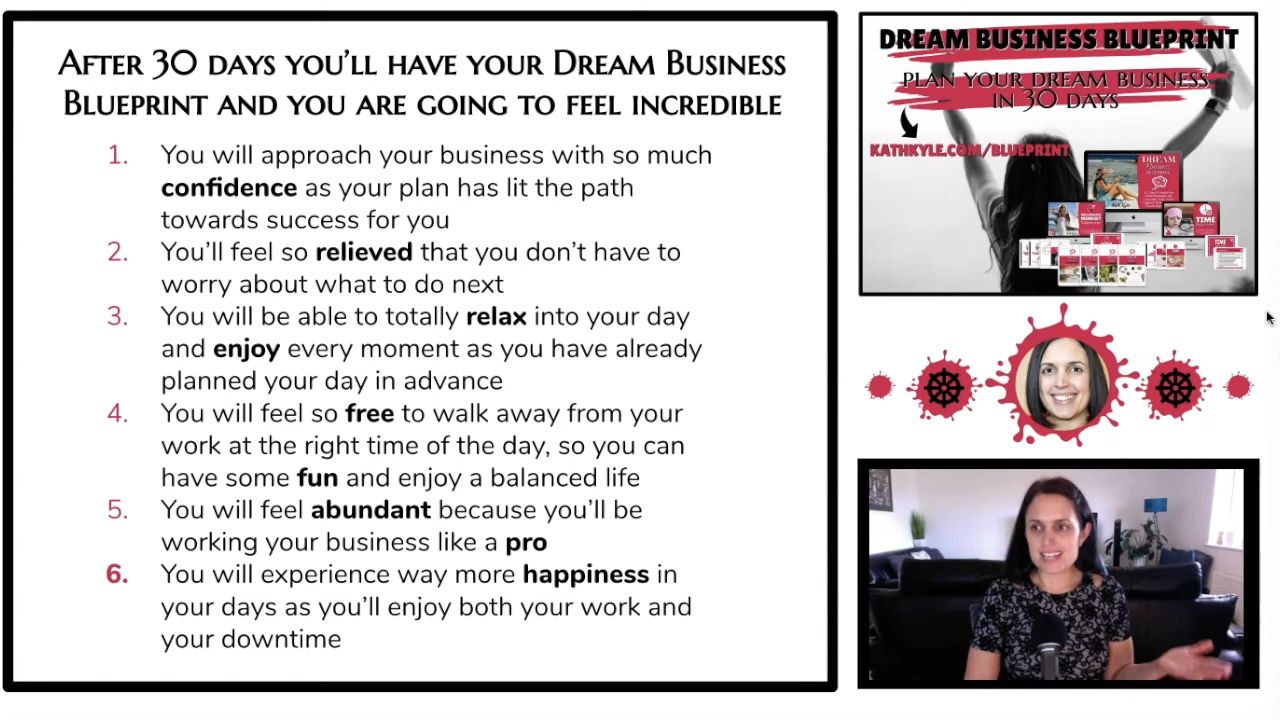 After 30 days you'll have your Dream Business
Blueprint and you are going to feel incredible
1. You will approach your business with so much
confidence as your plan has lit the path
towards success for you
2. You'll feel so relieved that you don't have to
worry about what to do next
3. You will be able to totally relax into your day
and enjoy every moment as you have already
planned your day in advance
4. You will feel so free to walk away from your
work at the right time of the day, so you can
have some fun and enjoy a balanced life
5. You will feel abundant because you'll be
working your business like a pro
6. You will experience way more happiness in
your days as you'll enjoy both your work and
your downtime
DREAM BUSINESS BLUEPRINT
PLAN YOUR DREAM BUSINESS
IN 30 DAYS
KATHKYLE.COM/BLUEPRINT
DREAM
Business
BLUEPRINT
TIME
TIME